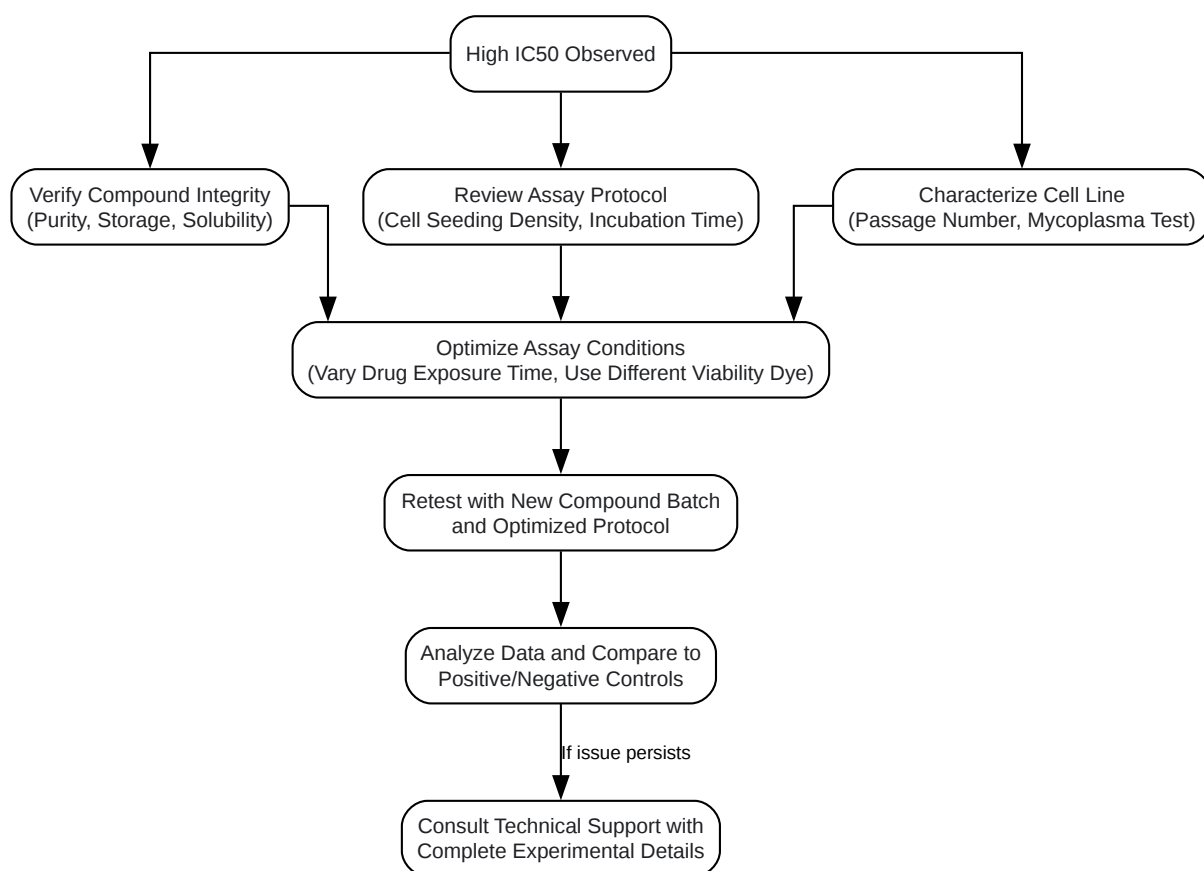 High IC50 Observed
Verify Compound Integrity
(Purity, Storage, Solubility)
Review Assay Protocol
(Cell Seeding Density, Incubation Time)
Characterize Cell Line
(Passage Number, Mycoplasma Test)
Optimize Assay Conditions
(Vary Drug Exposure Time, Use Different Viability Dye)
Retest with New Compound Batch
and Optimized Protocol
Analyze Data and Compare to
Positive/Negative Controls
If issue persists
Consult Technical Support with
Complete Experimental Details